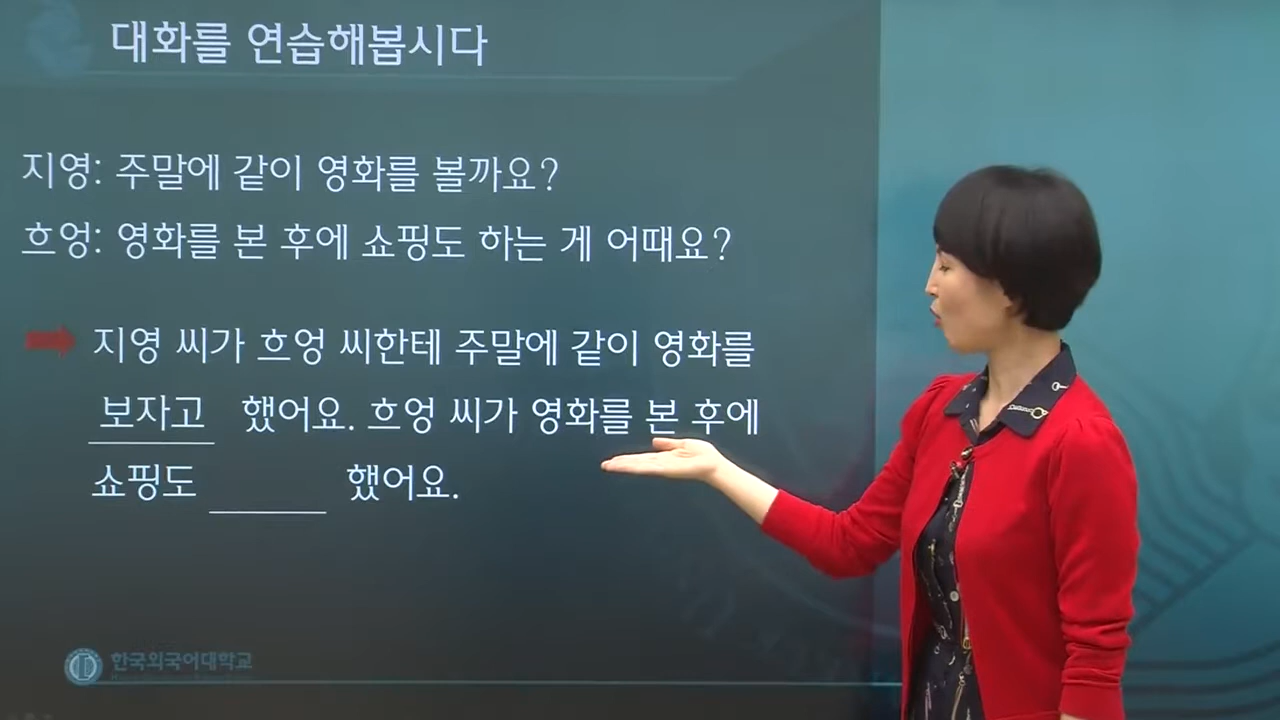 대화를 연습해봅시다
지영: 주말에 같이 영화를 볼까요?
흐엉: 영화를 본 후에 쇼핑도 하는 게 어때요?
지영 씨가 흐엉 씨한테 주말에 같이 영화를
보자고 했어요. 흐엉 씨가 영화를 본 후에
쇼핑도 했어요.
한국외국어대학교